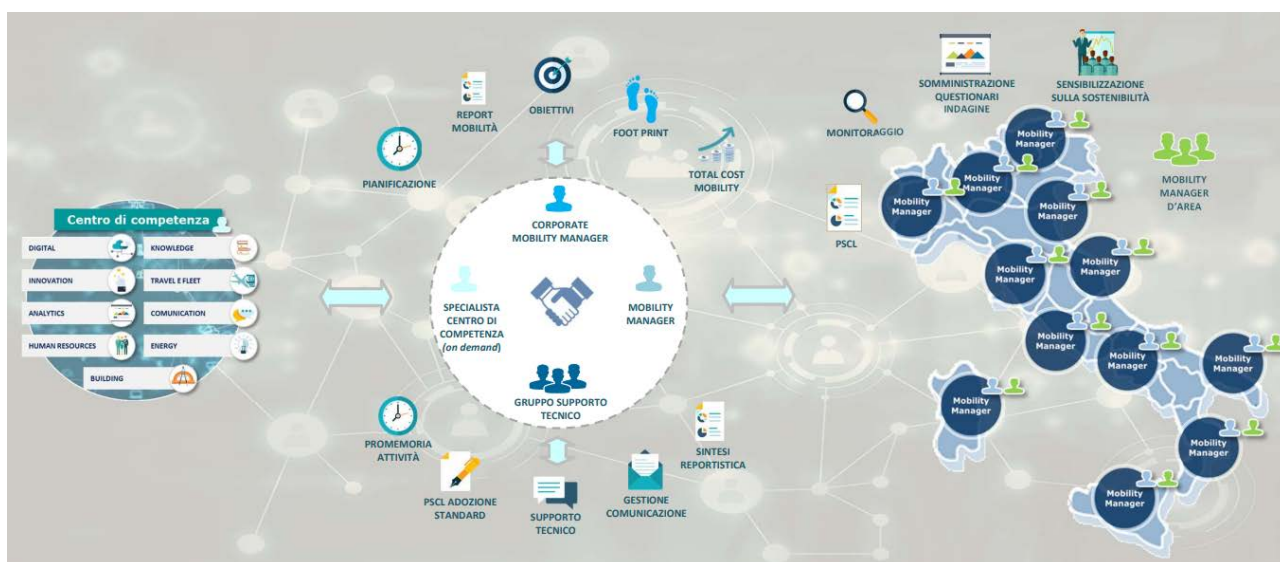 Centro di competenza
DIGITAL
KNOWLEDGE
INNOVATION
TRAVEL E FLEET
ANALYTICS
COMUNICATION
HUMAN RESOURCES
ENERGY
BUILDING
PIANIFICAZIONE
REPORT
MOBILITÀ
OBIETTIVI
FOOT PRINT
TOTAL COST
MOBILITY
CORPORATE
MOBILITY MANAGER
SPECIALISTA
CENTRO DI
COMPETENZA
(on demand)
MOBILITY
MANAGER
GRUPPO SUPPORTO
TECNICO
PROMEMORIA
ATTIVITÀ
PSCL ADOZIONE
STANDARD
SUPPORTO
TECNICO
GESTIONE
COMUNICAZIONE
SINTESI
REPORTISTICA
MONITORAGGIO
SOMMINISTRAZIONE
QUESTIONARI
INDAGINE
SENSIBILIZZAZIONE
SULLA SOSTENIBILITÀ
PSCL
MOBILITY
MANAGER
D'AREA
Mobility
Manager
Mobility
Manager
Mobility
Manager
Mobility
Manager
Mobility
Manager
Mobility
Manager
Mobility
Manager
Mobility
Manager
Mobility
Manager
Mobility
Manager
Mobility
Manager
Mobility
Manager